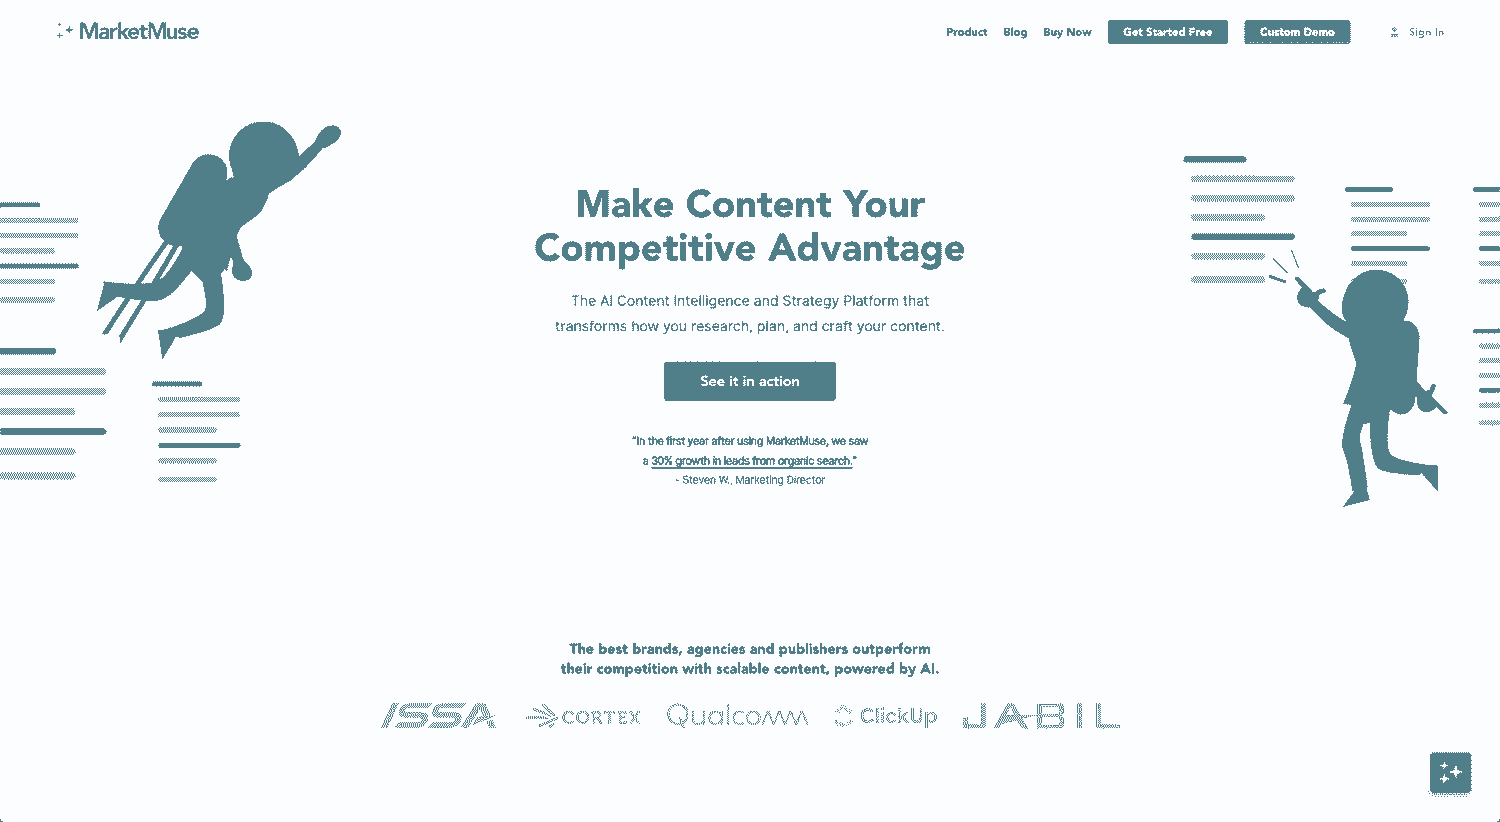 MarketMuse
Product Blog Buy Now Get Started Free Custom Demo Sign In
Make Content Your
Competitive Advantage
The AI Content Intelligence and Strategy Platform that
transforms how you research, plan, and craft your content.
See it in action
"In the first year after using MarketMuse, we saw
a 30% growth in leads from organic search."
- Steven W., Marketing Director
The best brands, agencies and publishers outperform
their competition with scalable content, powered by AI.
ISSA CORTEX Qualcomm ClickUp JABIL